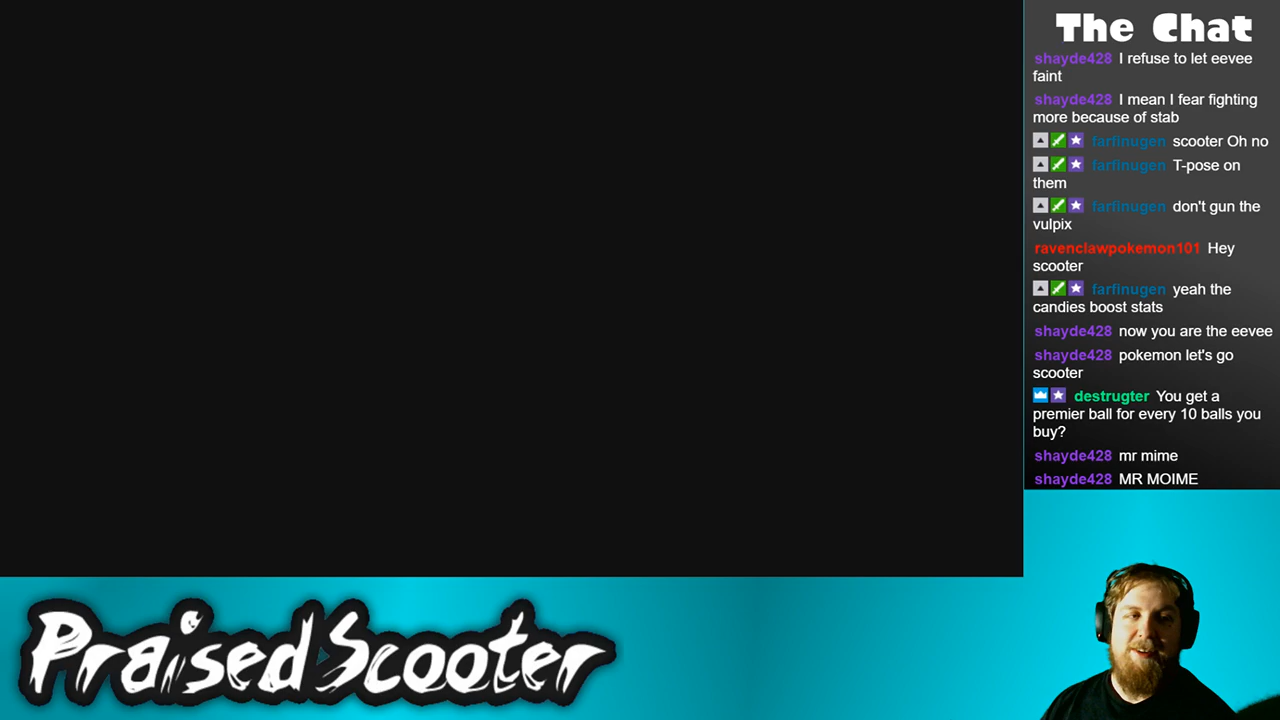 The Chat
shayde428 I refuse to let eevee
faint
shayde428 I mean I fear fighting
more because of stab
farfinugen scooter Oh no
farfinugen T-pose on
them
farfinugen don't gun the
vulpix
ravenclawpokemon101 Hey
scooter
farfinugen yeah the
candies boost stats
shayde428 now you are the eevee
shayde428 pokemon let's go
scooter
destrugter You get a
premier ball for every 10 balls you
buy?
shayde428 mr mime
shayde428 MR MOIME
PraisedScooter